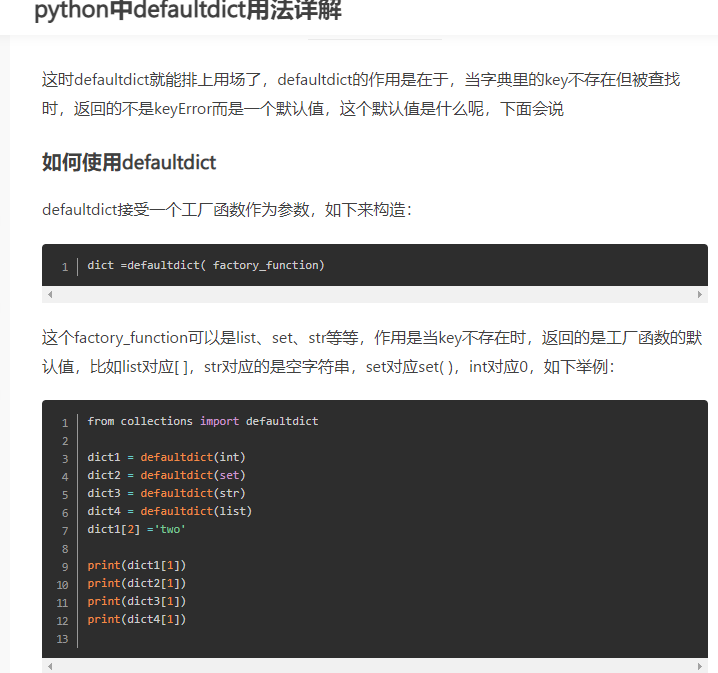 python中defaultdict用法详解
这时defaultdict就能排上用场了，defaultdict的作用是在于，当字典里的key不存在但被查找
时，返回的不是keyError而是一个默认值，这个默认值是什么呢，下面会说
如何使用defaultdict
defaultdict接受一个工厂函数作为参数，如下来构造：
1 dict =defaultdict( factory_function)
这个factory_function可以是list、set、str等等，作用是当key不存在时，返回的是工厂函数的默
认值，比如list对应[ ]，str对应的是空字符串，set对应set( )，int对应0，如下举例：
1 from collections import defaultdict
2
3 dict1 = defaultdict(int)
4 dict2 = defaultdict(set)
5 dict3 = defaultdict(str)
6 dict4 = defaultdict(list)
7 dict1[2] ='two'
8
9 print(dict1[1])
10 print(dict2[1])
11 print(dict3[1])
12 print(dict4[1])
13